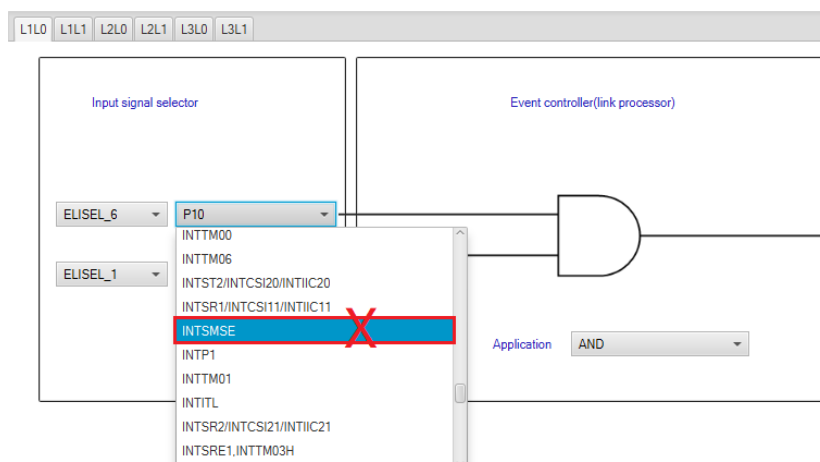 L1L0 L1L1 L2L0 L2L1 L3L0 L3L1
Input signal selector
Event controller(link processor)
ELISEL_6 P10
INTTM00
INTTM06
ELISEL_1
INTST2/INTCSI20/INTIIC20
INTSR1/INTCSI11/INTIIC11
INTSMSE X
INTP1
Application AND
INTTM01
INTITL
INTSR2/INTCSI21/INTIIC21
INTSRE1,INTTM03H